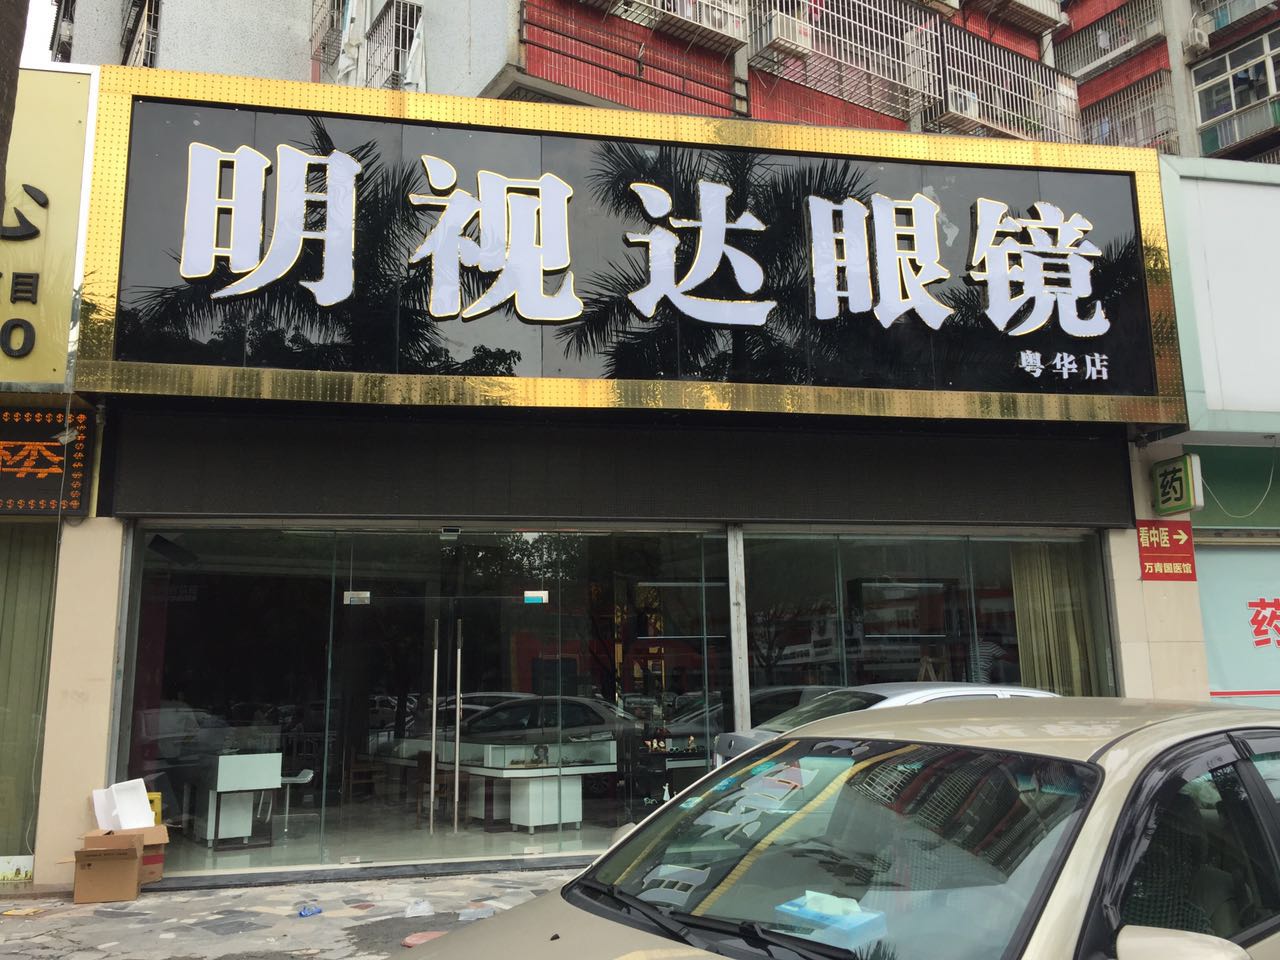 明视达眼镜
粤华店
药
看中医→
万青国医馆
药